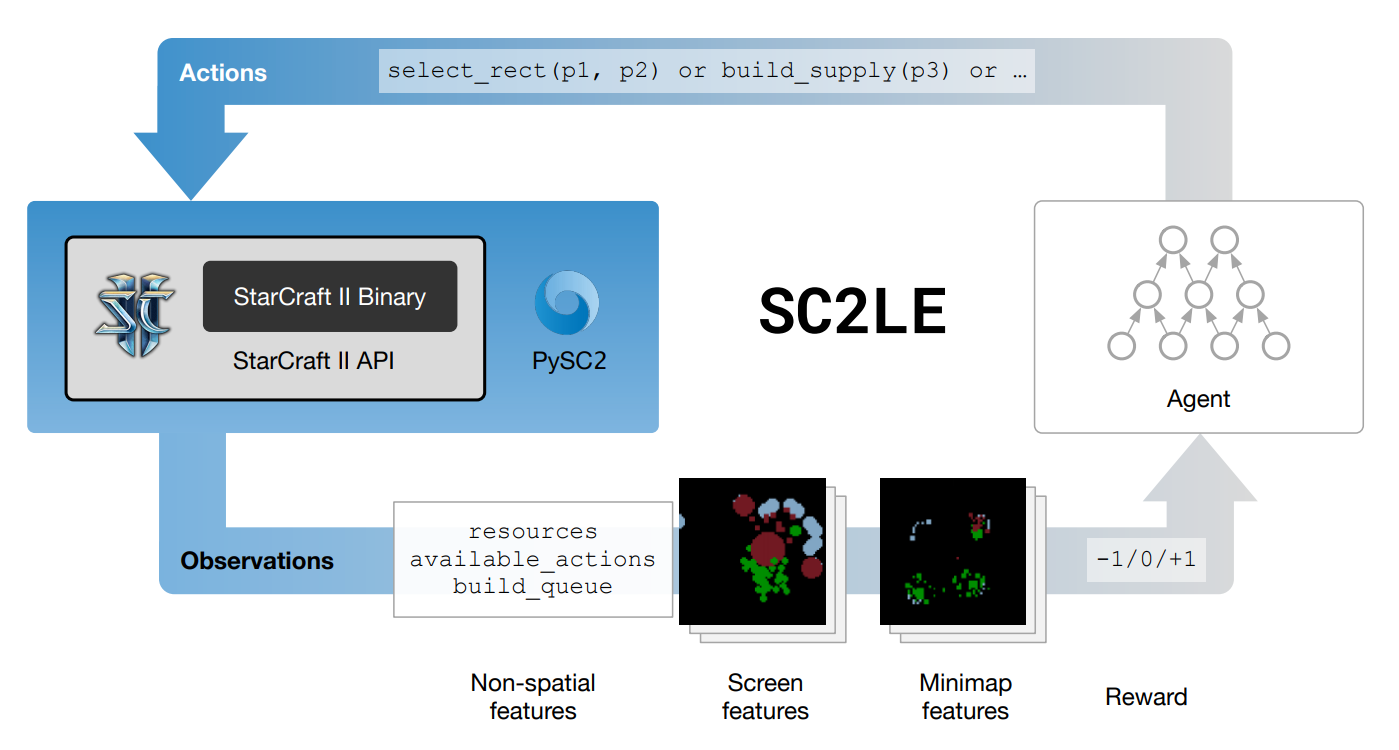 Actions
select_rect(p1, p2) or build_supply(p3) or …
SC
StarCraft II Binary
StarCraft II API
PySC2
SC2LE
Agent
Observations
resources
available_actions
build_queue
-1/0/+1
Non-spatial
features
Screen
features
Minimap
features
Reward